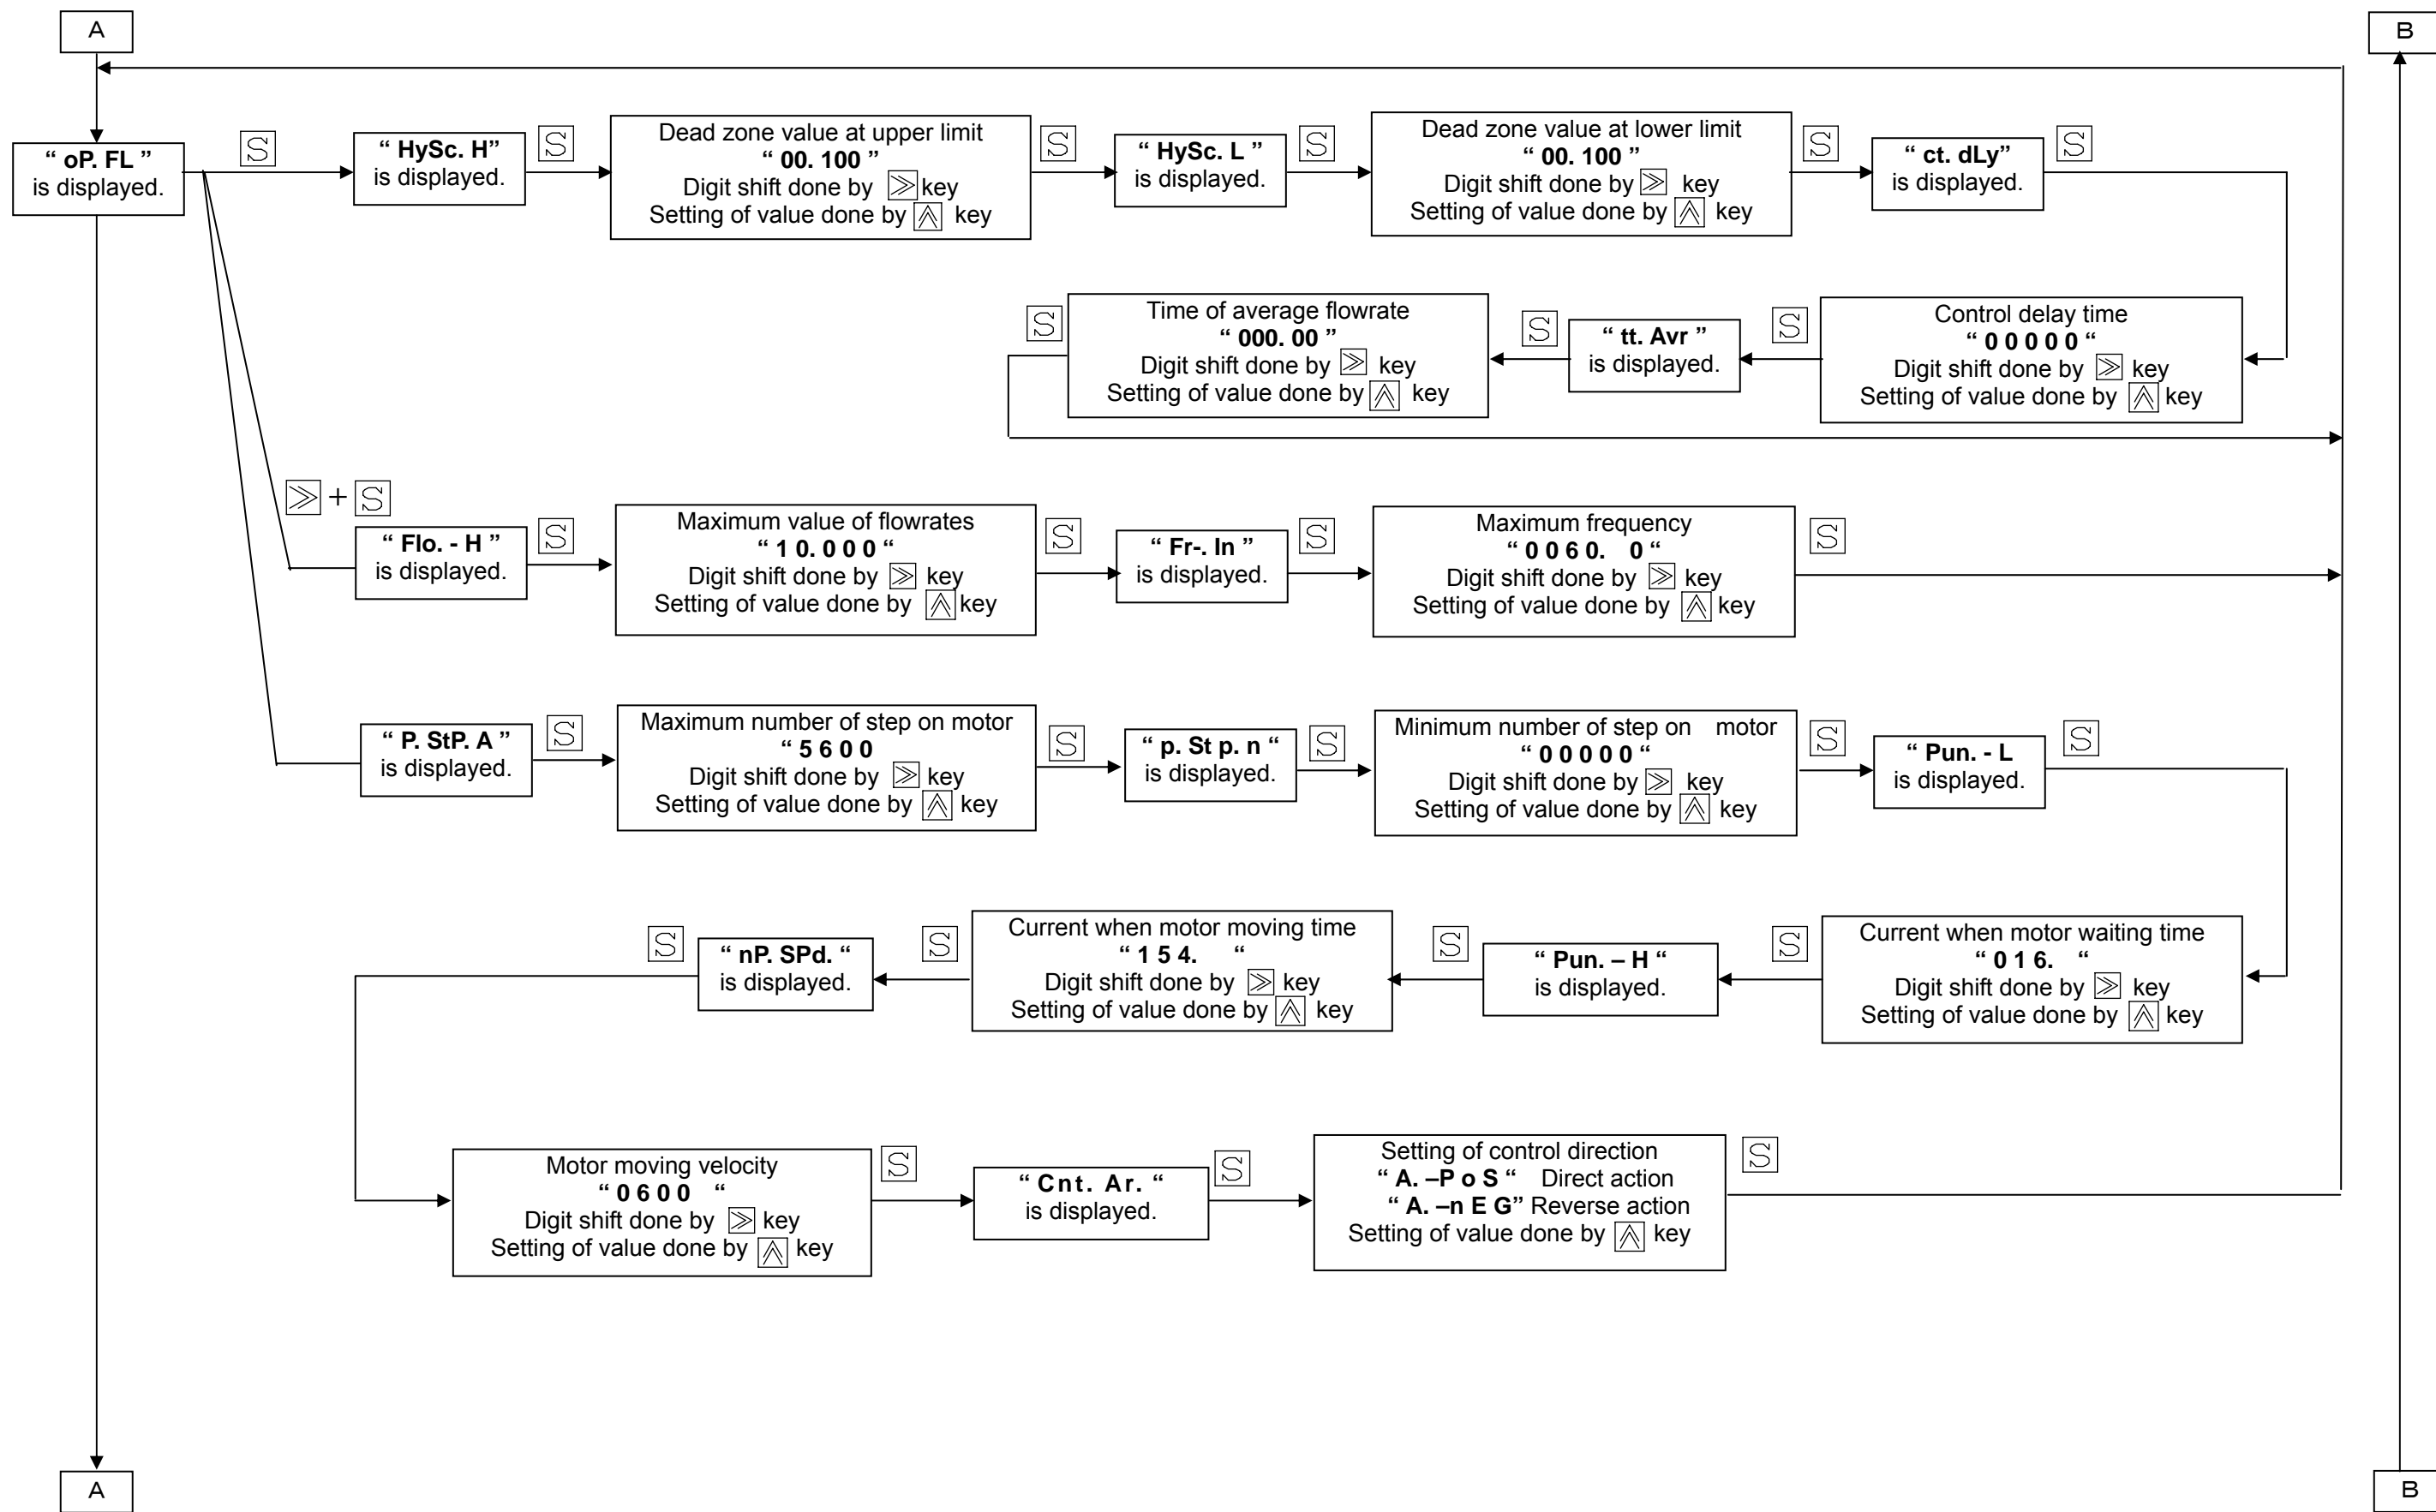 A
B
“ oP. FL ”
is displayed.
S
“ HySc. H”
is displayed.
S
Dead zone value at upper limit
“ 00. 100 ”
Digit shift done by ≫ key
Setting of value done by ︽ key
S
“ HySc. L ”
is displayed.
S
Dead zone value at lower limit
“ 00. 100 ”
Digit shift done by ≫ key
Setting of value done by ︽ key
S
“ ct. dLy”
is displayed.
S
Control delay time
“ 0 0 0 0 0 “
Digit shift done by ≫ key
Setting of value done by ︽ key
S
“ tt. Avr ”
is displayed.
S
Time of average flowrate
“ 000. 00 ”
Digit shift done by ≫ key
Setting of value done by ︽ key
S
≫ + S
“ Flo. - H ”
is displayed.
S
Maximum value of flowrates
“ 1 0. 0 0 0 “
Digit shift done by ≫ key
Setting of value done by ︽ key
S
“ Fr-. In ”
is displayed.
S
Maximum frequency
“ 0 0 6 0. 0 “
Digit shift done by ≫ key
Setting of value done by ︽ key
S
“ P. StP. A ”
is displayed.
S
Maximum number of step on motor
“ 5 6 0 0
Digit shift done by ≫ key
Setting of value done by ︽ key
S
“ p. St p. n “
is displayed.
S
Minimum number of step on motor
“ 0 0 0 0 0 “
Digit shift done by ≫ key
Setting of value done by ︽ key
S
“ Pun. - L
is displayed.
S
Current when motor waiting time
“ 0 1 6. “
Digit shift done by ≫ key
Setting of value done by ︽ key
S
“ Pun. – H “
is displayed.
S
Current when motor moving time
“ 1 5 4. “
Digit shift done by ≫ key
Setting of value done by ︽ key
S
“ nP. SPd. “
is displayed.
S
Motor moving velocity
“ 0 6 0 0 “
Digit shift done by ≫ key
Setting of value done by ︽ key
S
“ Cnt. Ar. “
is displayed.
S
Setting of control direction
“ A. –P o S “ Direct action
“ A. –n E G” Reverse action
Setting of value done by ︽ key
S
A
B